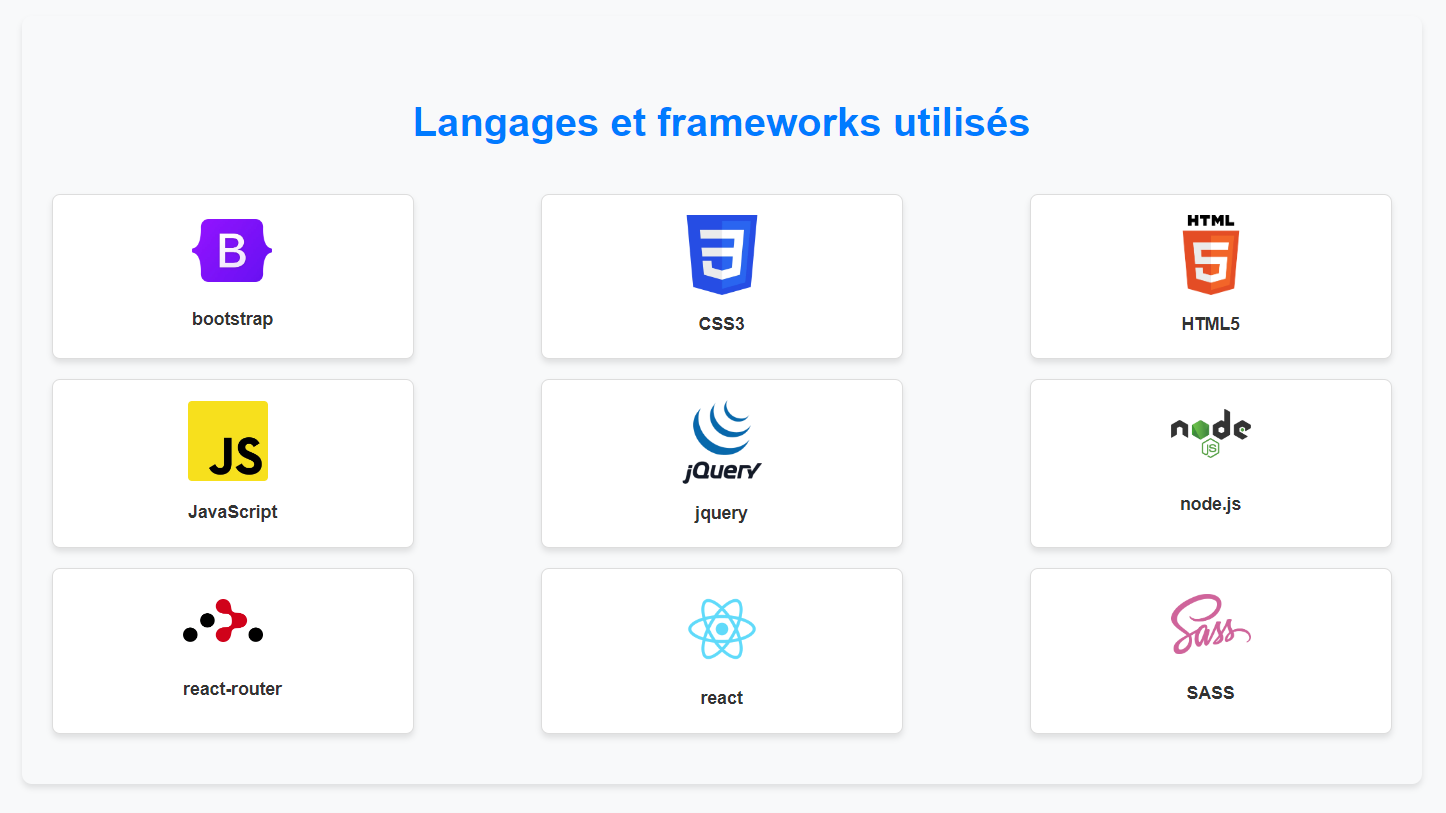 Langages et frameworks utilisés
B
bootstrap
3
CSS3
HTML
5
HTML5
JS
JavaScript
jQuery
jquery
node
JS
node.js
react-router
react
Sass
SASS